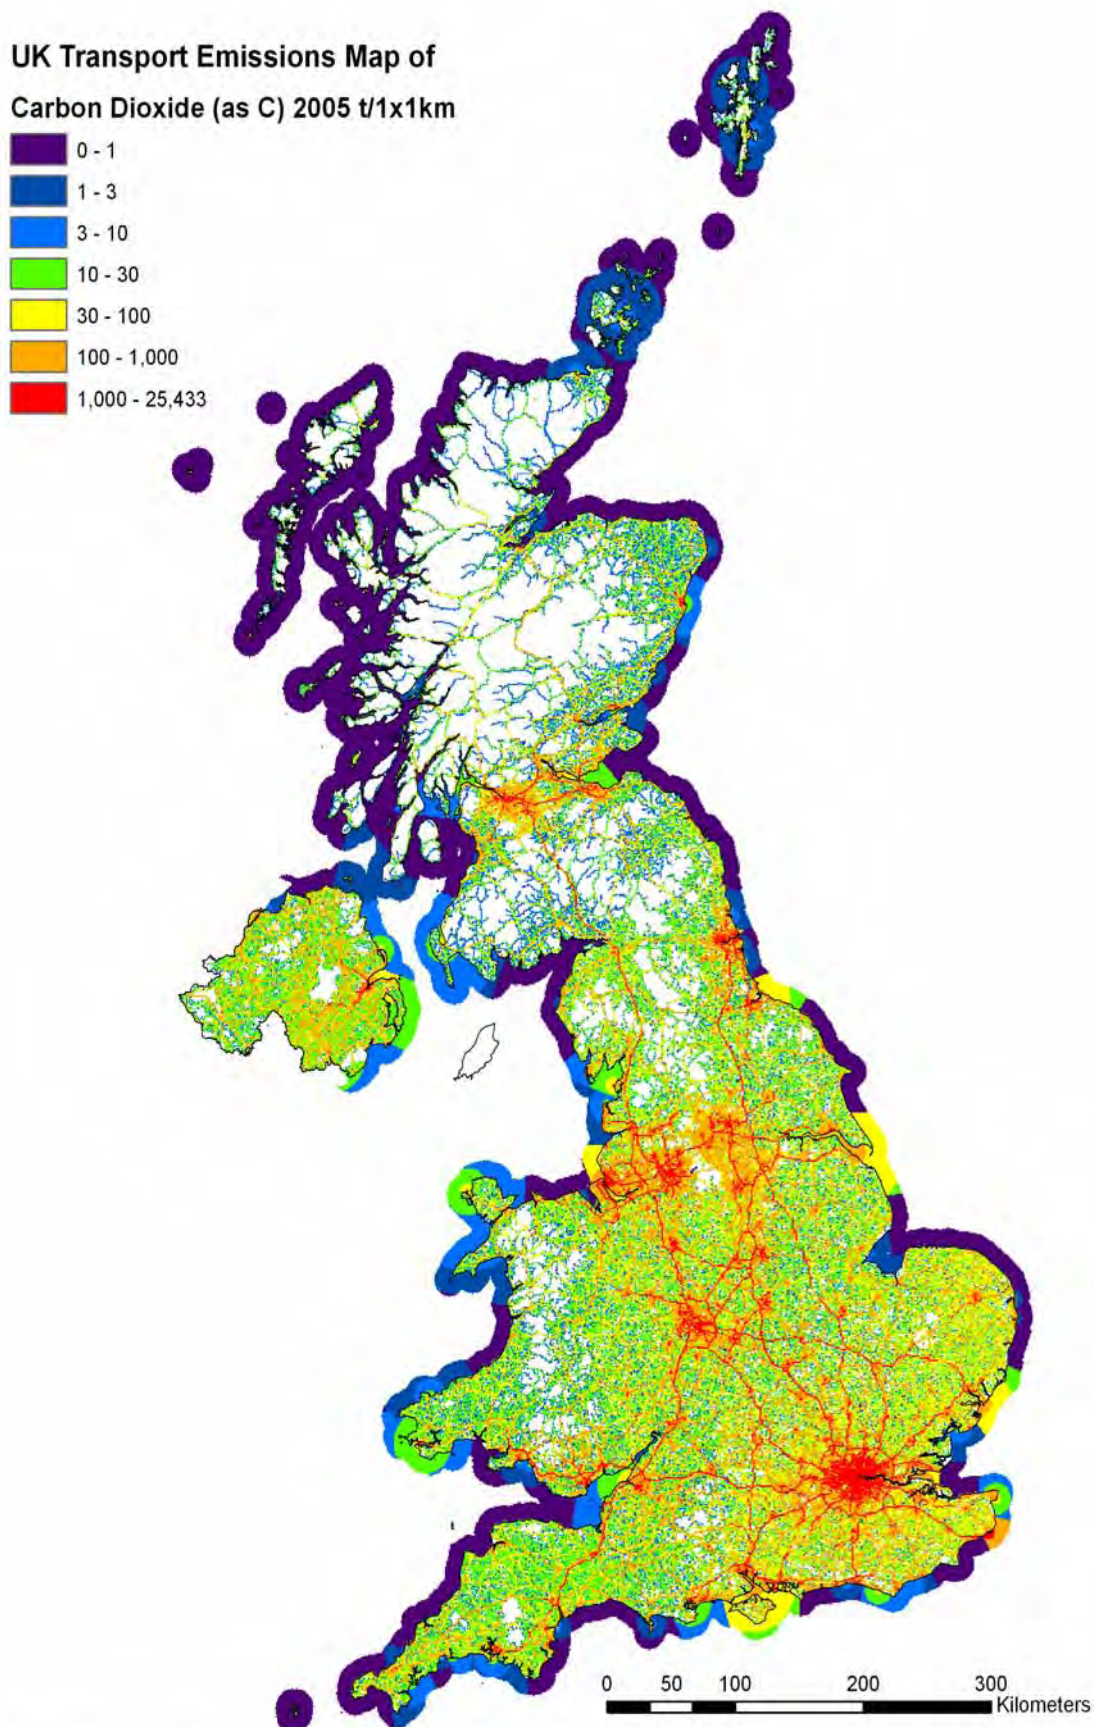 UK Transport Emissions Map of
Carbon Dioxide (as C) 2005 t/1x1km
0 - 1
1 - 3
3 - 10
10 - 30
30 - 100
100 - 1,000
1,000 - 25,433
0 50 100 200 300
Kilometers